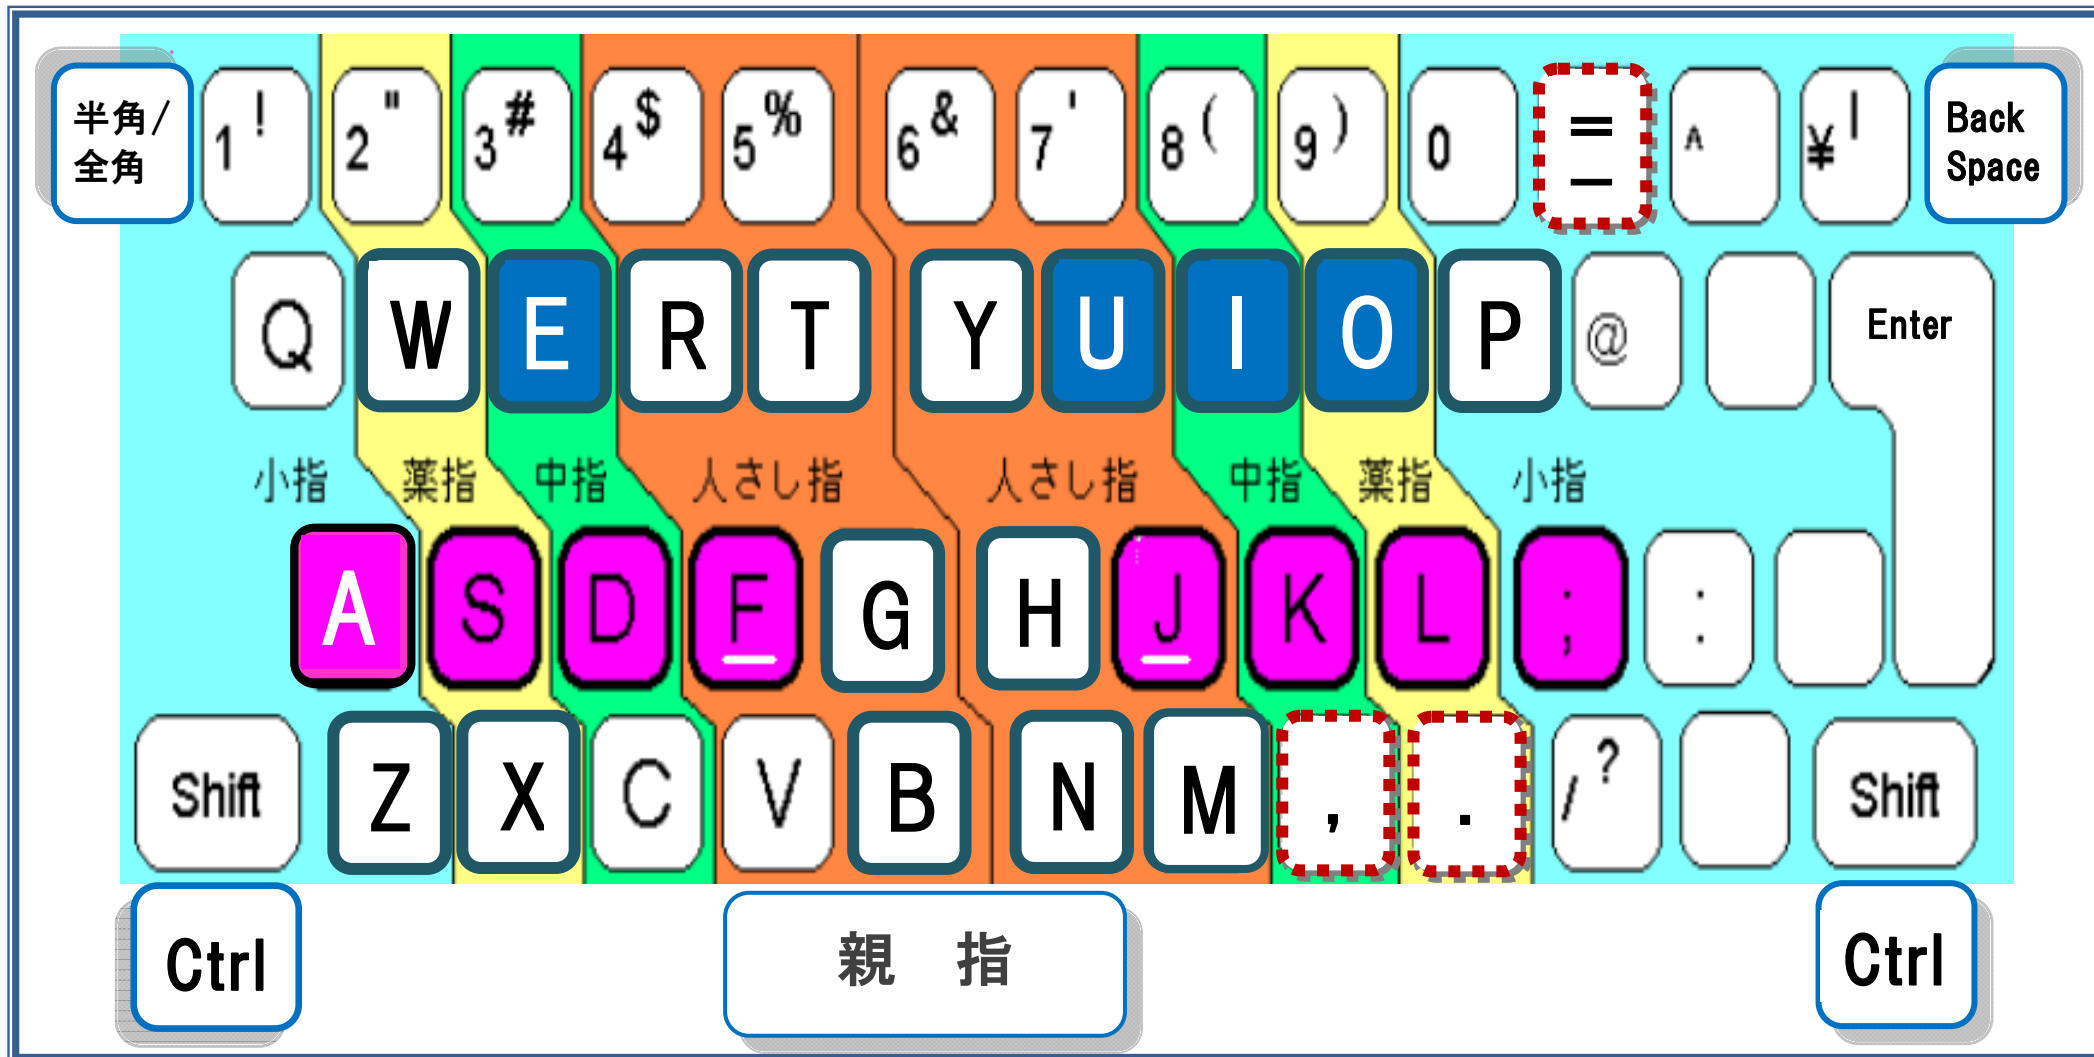 半角/
全角
1 !
2 "
3 #
4 $
5 %
6 &
7 '
8 (
9 )
0
=
–
^
¥ |
Back
Space
Q W E R T Y U I O P @
Enter
小指 薬指 中指 人さし指 人さし指 中指 薬指 小指
A S D F G H J K L ; :
Shift Z X C V B N M , . / ? Shift
Ctrl 親 指 Ctrl